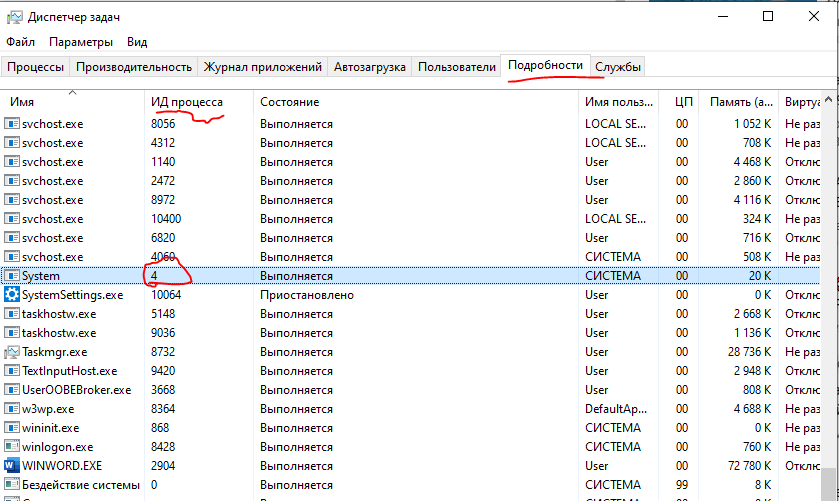 Диспетчер задач
Файл Параметры Вид
Процессы Производительность Журнал приложений Автозагрузка Пользователи Подробности Службы
Имя ИД процесса Состояние Имя польз... ЦП Память (а... Виртуа
svchost.exe 8056 Выполняется LOCAL SE... 00 1 052 K Не раз
svchost.exe 4312 Выполняется LOCAL SE... 00 708 K Не раз
svchost.exe 1140 Выполняется User 00 4 468 K Отклю
svchost.exe 2472 Выполняется User 00 2 860 K Отклю
svchost.exe 8972 Выполняется User 00 4 116 K Отклю
svchost.exe 10400 Выполняется LOCAL SE... 00 324 K Не раз
svchost.exe 6820 Выполняется User 00 716 K Отклю
svchost.exe 4060 Выполняется СИСТЕМА 00 508 K Не раз
System 4 Выполняется СИСТЕМА 00 20 K
SystemSettings.exe 10064 Приостановлено User 00 0 K Отклю
taskhostw.exe 5148 Выполняется User 00 2 668 K Отклю
taskhostw.exe 9036 Выполняется User 00 1 136 K Отклю
Taskmgr.exe 8732 Выполняется User 00 28 736 K Не раз
TextInputHost.exe 9420 Выполняется User 00 2 948 K Отклю
UserOOBEBroker.exe 3668 Выполняется User 00 808 K Отклю
w3wp.exe 8364 Выполняется DefaultAp... 00 4 688 K Не раз
wininit.exe 868 Выполняется СИСТЕМА 00 0 K Не раз
winlogon.exe 8428 Выполняется СИСТЕМА 00 760 K Не раз
WINWORD.EXE 2904 Выполняется User 00 72 780 K Отклю
Бездействие системы 0 Выполняется СИСТЕМА 99 8 K